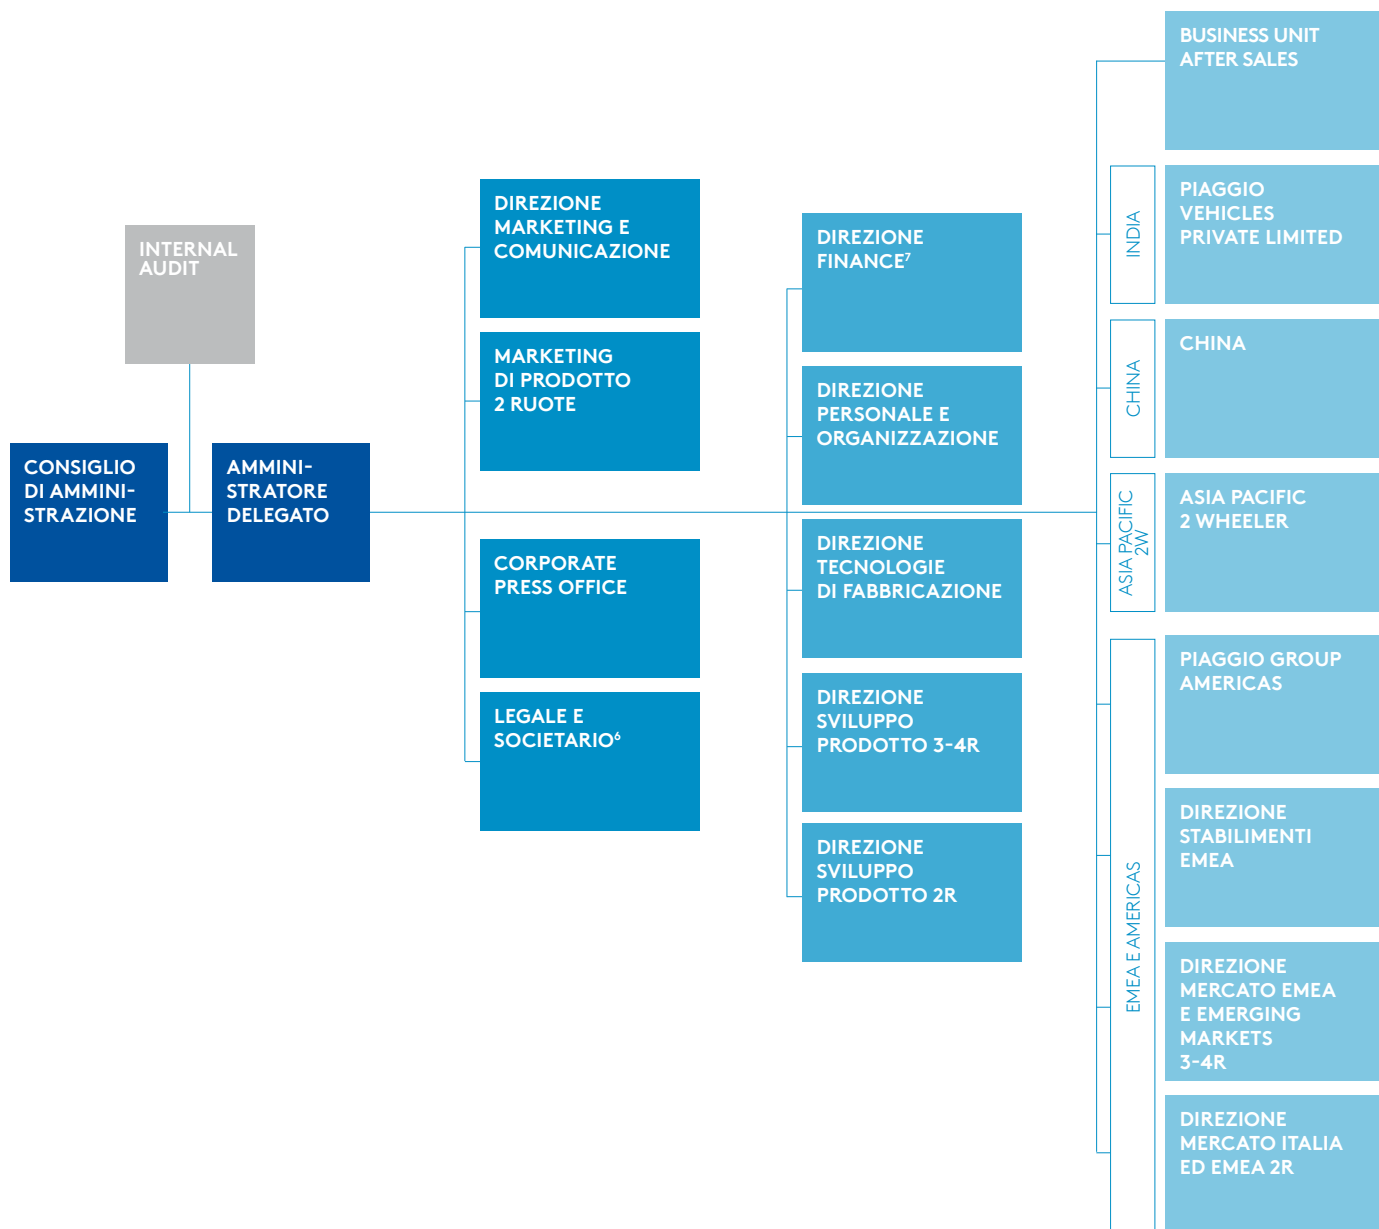 INTERNAL
AUDIT
CONSIGLIO
DI AMMINI-
STRAZIONE
AMMINI-
STRATORE
DELEGATO
DIREZIONE
MARKETING E
COMUNICAZIONE
MARKETING
DI PRODOTTO
2 RUOTE
CORPORATE
PRESS OFFICE
LEGALE E
SOCIETARIO⁶
DIREZIONE
FINANCE⁷
DIREZIONE
PERSONALE E
ORGANIZZAZIONE
DIREZIONE
TECNOLOGIE
DI FABBRICAZIONE
DIREZIONE
SVILUPPO
PRODOTTO 3-4R
DIREZIONE
SVILUPPO
PRODOTTO 2R
BUSINESS UNIT
AFTER SALES
INDIA
PIAGGIO
VEHICLES
PRIVATE LIMITED
CHINA
CHINA
ASIA PACIFIC
2W
ASIA PACIFIC
2 WHEELER
EMEA E AMERICAS
PIAGGIO GROUP
AMERICAS
DIREZIONE
STABILIMENTI
EMEA
DIREZIONE
MERCATO EMEA
E EMERGING
MARKETS
3-4R
DIREZIONE
MERCATO ITALIA
ED EMEA 2R